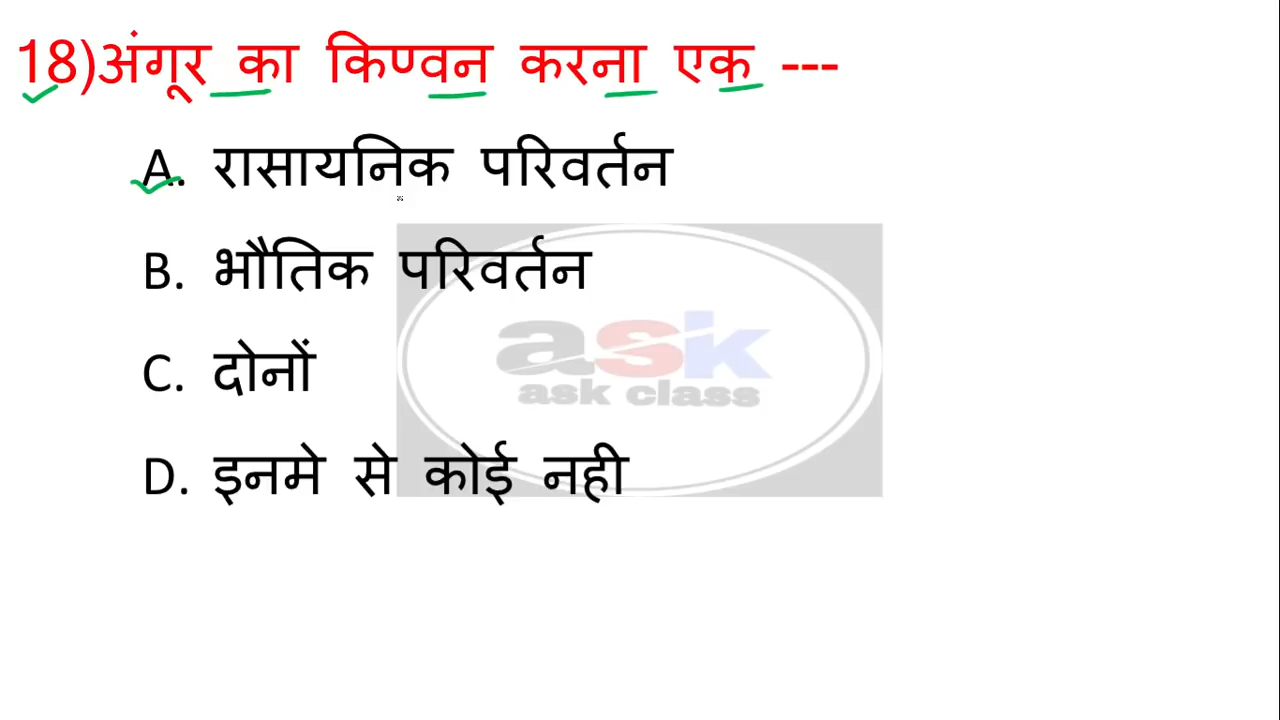 18)अंगूर का किण्वन करना एक ---
A. रासायनिक परिवर्तन
B. भौतिक परिवर्तन
ask
ask class
C. दोनों
D. इनमे से कोई नही